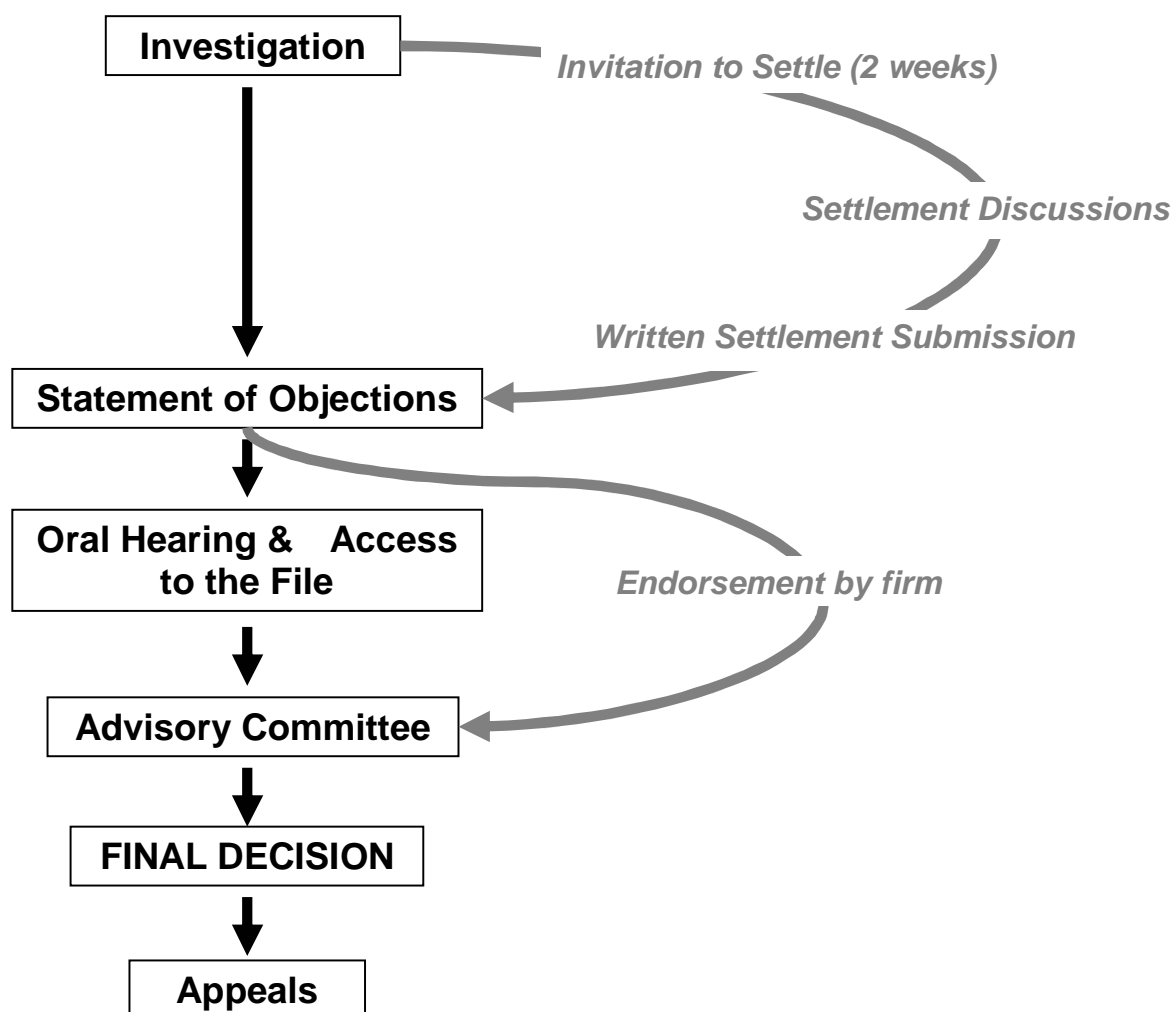 Investigation
Invitation to Settle (2 weeks)
Settlement Discussions
Written Settlement Submission
Statement of Objections
Oral Hearing & Access
to the File
Endorsement by firm
Advisory Committee
FINAL DECISION
Appeals